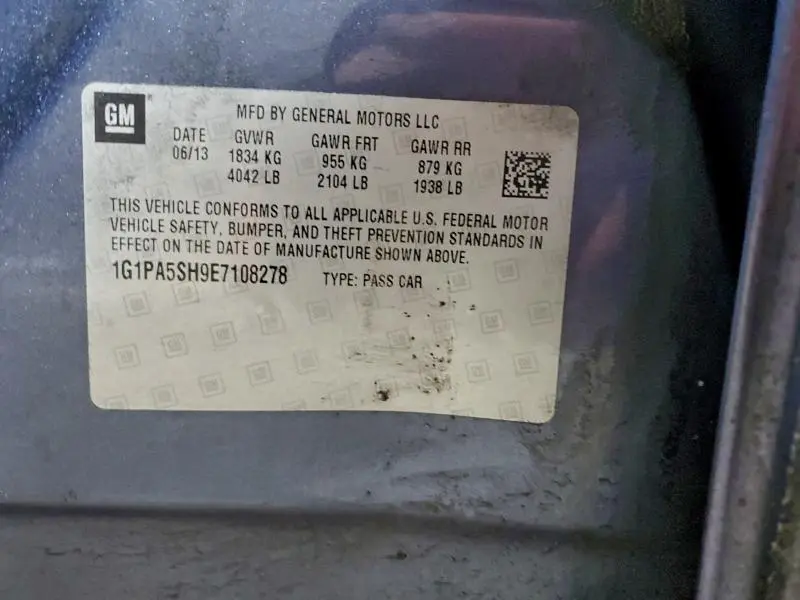 GM
MFD BY GENERAL MOTORS LLC
DATE GVWR GAWR FRT GAWR RR
06/13 1834 KG 955 KG 879 KG
4042 LB 2104 LB 1938 LB
THIS VEHICLE CONFORMS TO ALL APPLICABLE U.S. FEDERAL MOTOR
VEHICLE SAFETY, BUMPER, AND THEFT PREVENTION STANDARDS IN
EFFECT ON THE DATE OF MANUFACTURE SHOWN ABOVE.
1G1PA5SH9E7108278 TYPE: PASS CAR